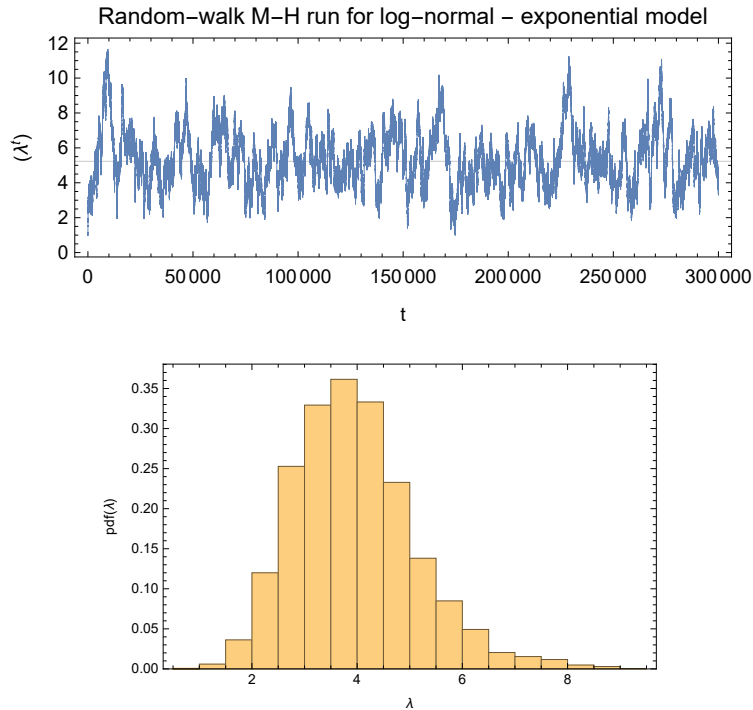 Random−walk M−H run for log−normal − exponential model
12
10
8
6
4
2
0
(λᵗ)
0 50 000 100 000 150 000 200 000 250 000 300 000
t
0.35
0.30
0.25
0.20
0.15
0.10
0.05
0.00
pdf(λ)
2 4 6 8
λ